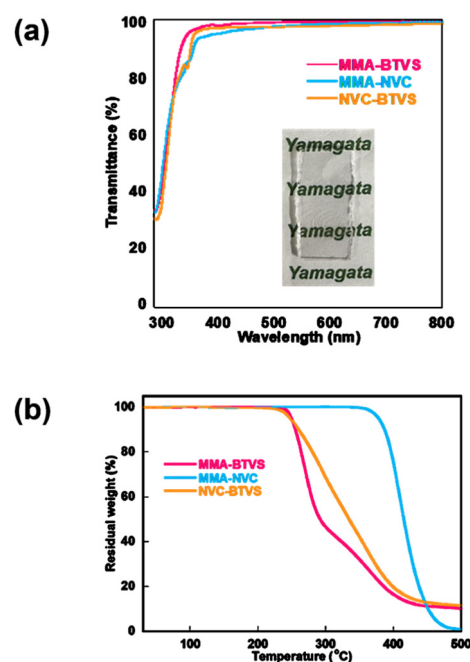 (a)
100
80
60
40
20
0
Transmittance (%)
MMA-BTVS
MMA-NVC
NVC-BTVS
Yamagata
Yamagata
Yamagata
Yamagata
300 400 500 600 700 800
Wavelength (nm)
(b)
100
80
60
40
20
0
Residual weight (%)
MMA-BTVS
MMA-NVC
NVC-BTVS
100 200 300 400 500
Temperature (°C)